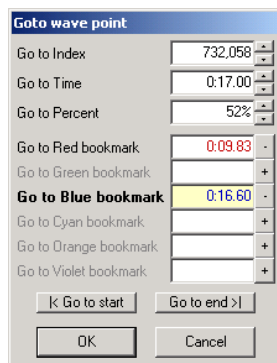 Goto wave point
Go to Index 732,058
Go to Time 0:17.00
Go to Percent 52%
Go to Red bookmark 0:09.83 -
Go to Green bookmark +
Go to Blue bookmark 0:16.60 -
Go to Cyan bookmark +
Go to Orange bookmark +
Go to Violet bookmark +
|< Go to start Go to end >|
OK Cancel